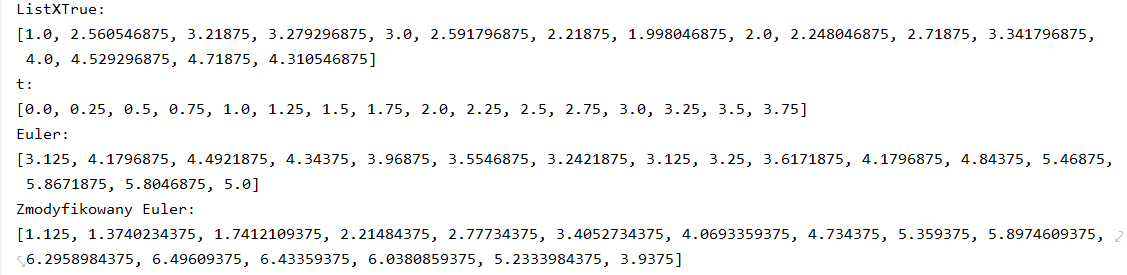 ListXTrue:
[1.0, 2.560546875, 3.21875, 3.279296875, 3.0, 2.591796875, 2.21875, 1.998046875, 2.0, 2.248046875, 2.71875, 3.341796875,
4.0, 4.529296875, 4.71875, 4.310546875]
t:
[0.0, 0.25, 0.5, 0.75, 1.0, 1.25, 1.5, 1.75, 2.0, 2.25, 2.5, 2.75, 3.0, 3.25, 3.5, 3.75]
Euler:
[3.125, 4.1796875, 4.4921875, 4.34375, 3.96875, 3.5546875, 3.2421875, 3.125, 3.25, 3.6171875, 4.1796875, 4.84375, 5.46875,
5.8671875, 5.8046875, 5.0]
Zmodyfikowany Euler:
[1.125, 1.3740234375, 1.7412109375, 2.21484375, 2.77734375, 3.4052734375, 4.0693359375, 4.734375, 5.359375, 5.8974609375,
6.2958984375, 6.49609375, 6.43359375, 6.0380859375, 5.2333984375, 3.9375]